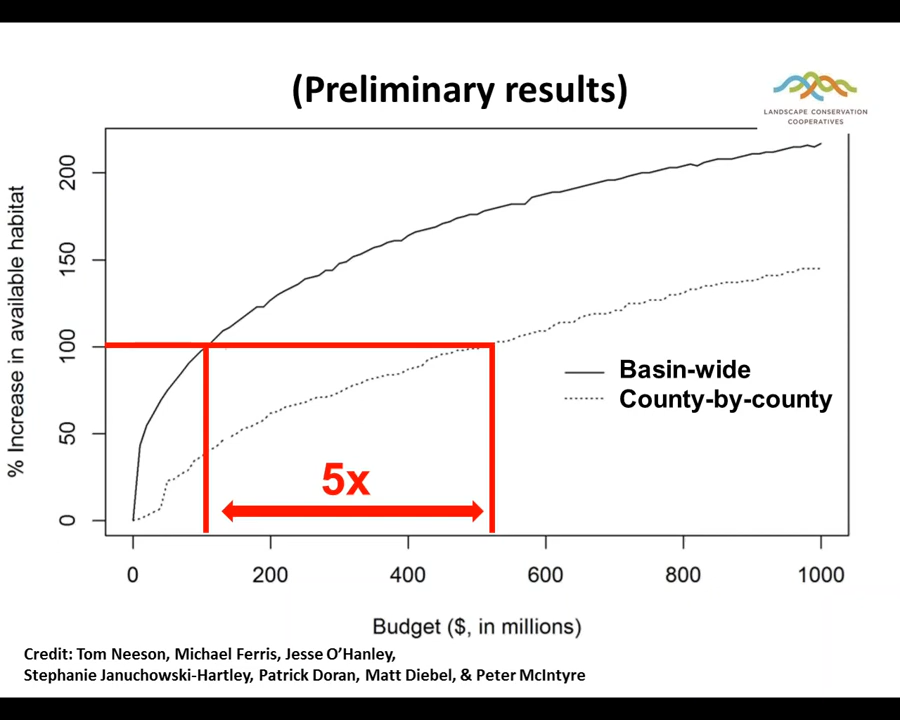 (Preliminary results)
LANDSCAPE CONSERVATION
COOPERATIVES
% Increase in available habitat
200
150
100
50
0
Basin-wide
County-by-county
5x
0 200 400 600 800 1000
Budget ($, in millions)
Credit: Tom Neeson, Michael Ferris, Jesse O’Hanley,
Stephanie Januchowski-Hartley, Patrick Doran, Matt Diebel, & Peter McIntyre